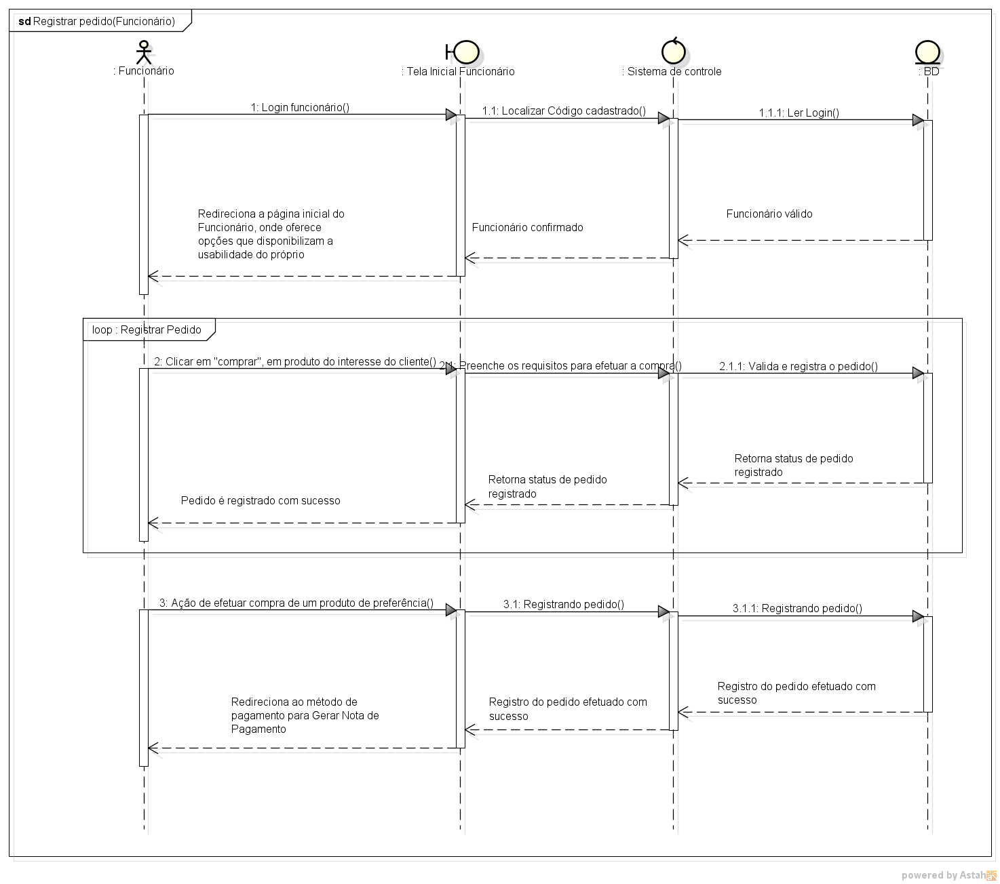 sd Registrar pedido(Funcionário)
: Funcionário
: Tela Inicial Funcionário
: Sistema de controle
: BD
1: Login funcionário()
1.1: Localizar Código cadastrado()
1.1.1: Ler Login()
Redireciona a página inicial do
Funcionário, onde oferece
opções que disponibilizam a
usabilidade do próprio
Funcionário confirmado
Funcionário válido
loop : Registrar Pedido
2: Clicar em "comprar", em produto do interesse do cliente()
2.1: Preenche os requisitos para efetuar a compra()
2.1.1: Valida e registra o pedido()
Retorna status de pedido
registrado
Retorna status de pedido
registrado
Pedido é registrado com sucesso
3: Ação de efetuar compra de um produto de preferência()
3.1: Registrando pedido()
3.1.1: Registrando pedido()
Registro do pedido efetuado com
sucesso
Registro do pedido efetuado com
sucesso
Redireciona ao método de
pagamento para Gerar Nota de
Pagamento
powered by Astah